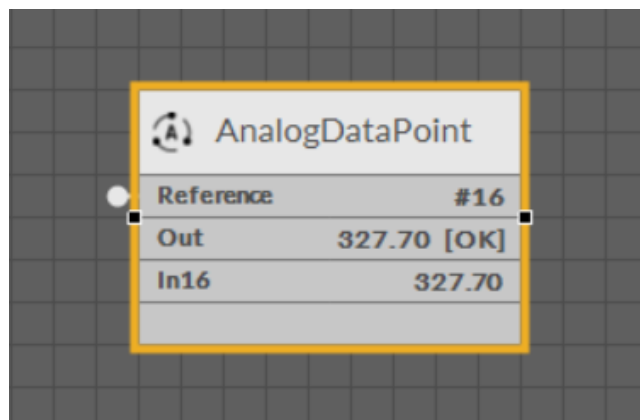 AnalogDataPoint
Reference #16
Out 327.70 [OK]
In16 327.70